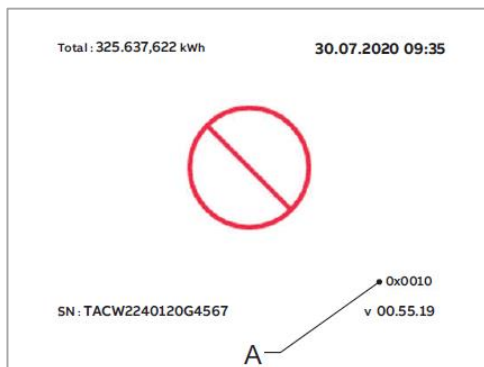 Total : 325.637,622 kWh 30.07.2020 09:35
0x0010
SN : TACW2240120G4567 v 00.55.19
A